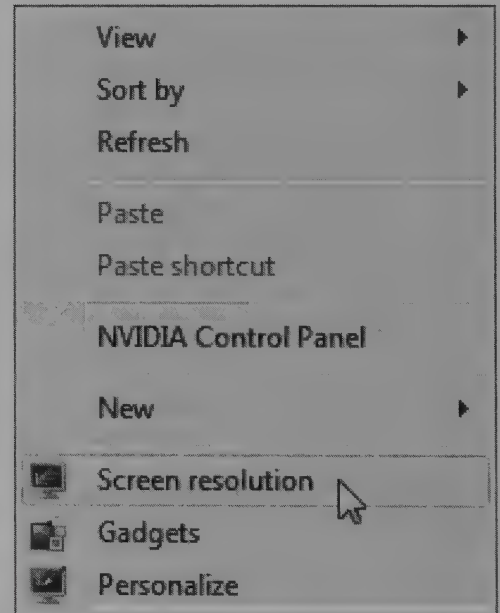 View
Sort by
Refresh
Paste
Paste shortcut
NVIDIA Control Panel
New
Screen resolution
Gadgets
Personalize